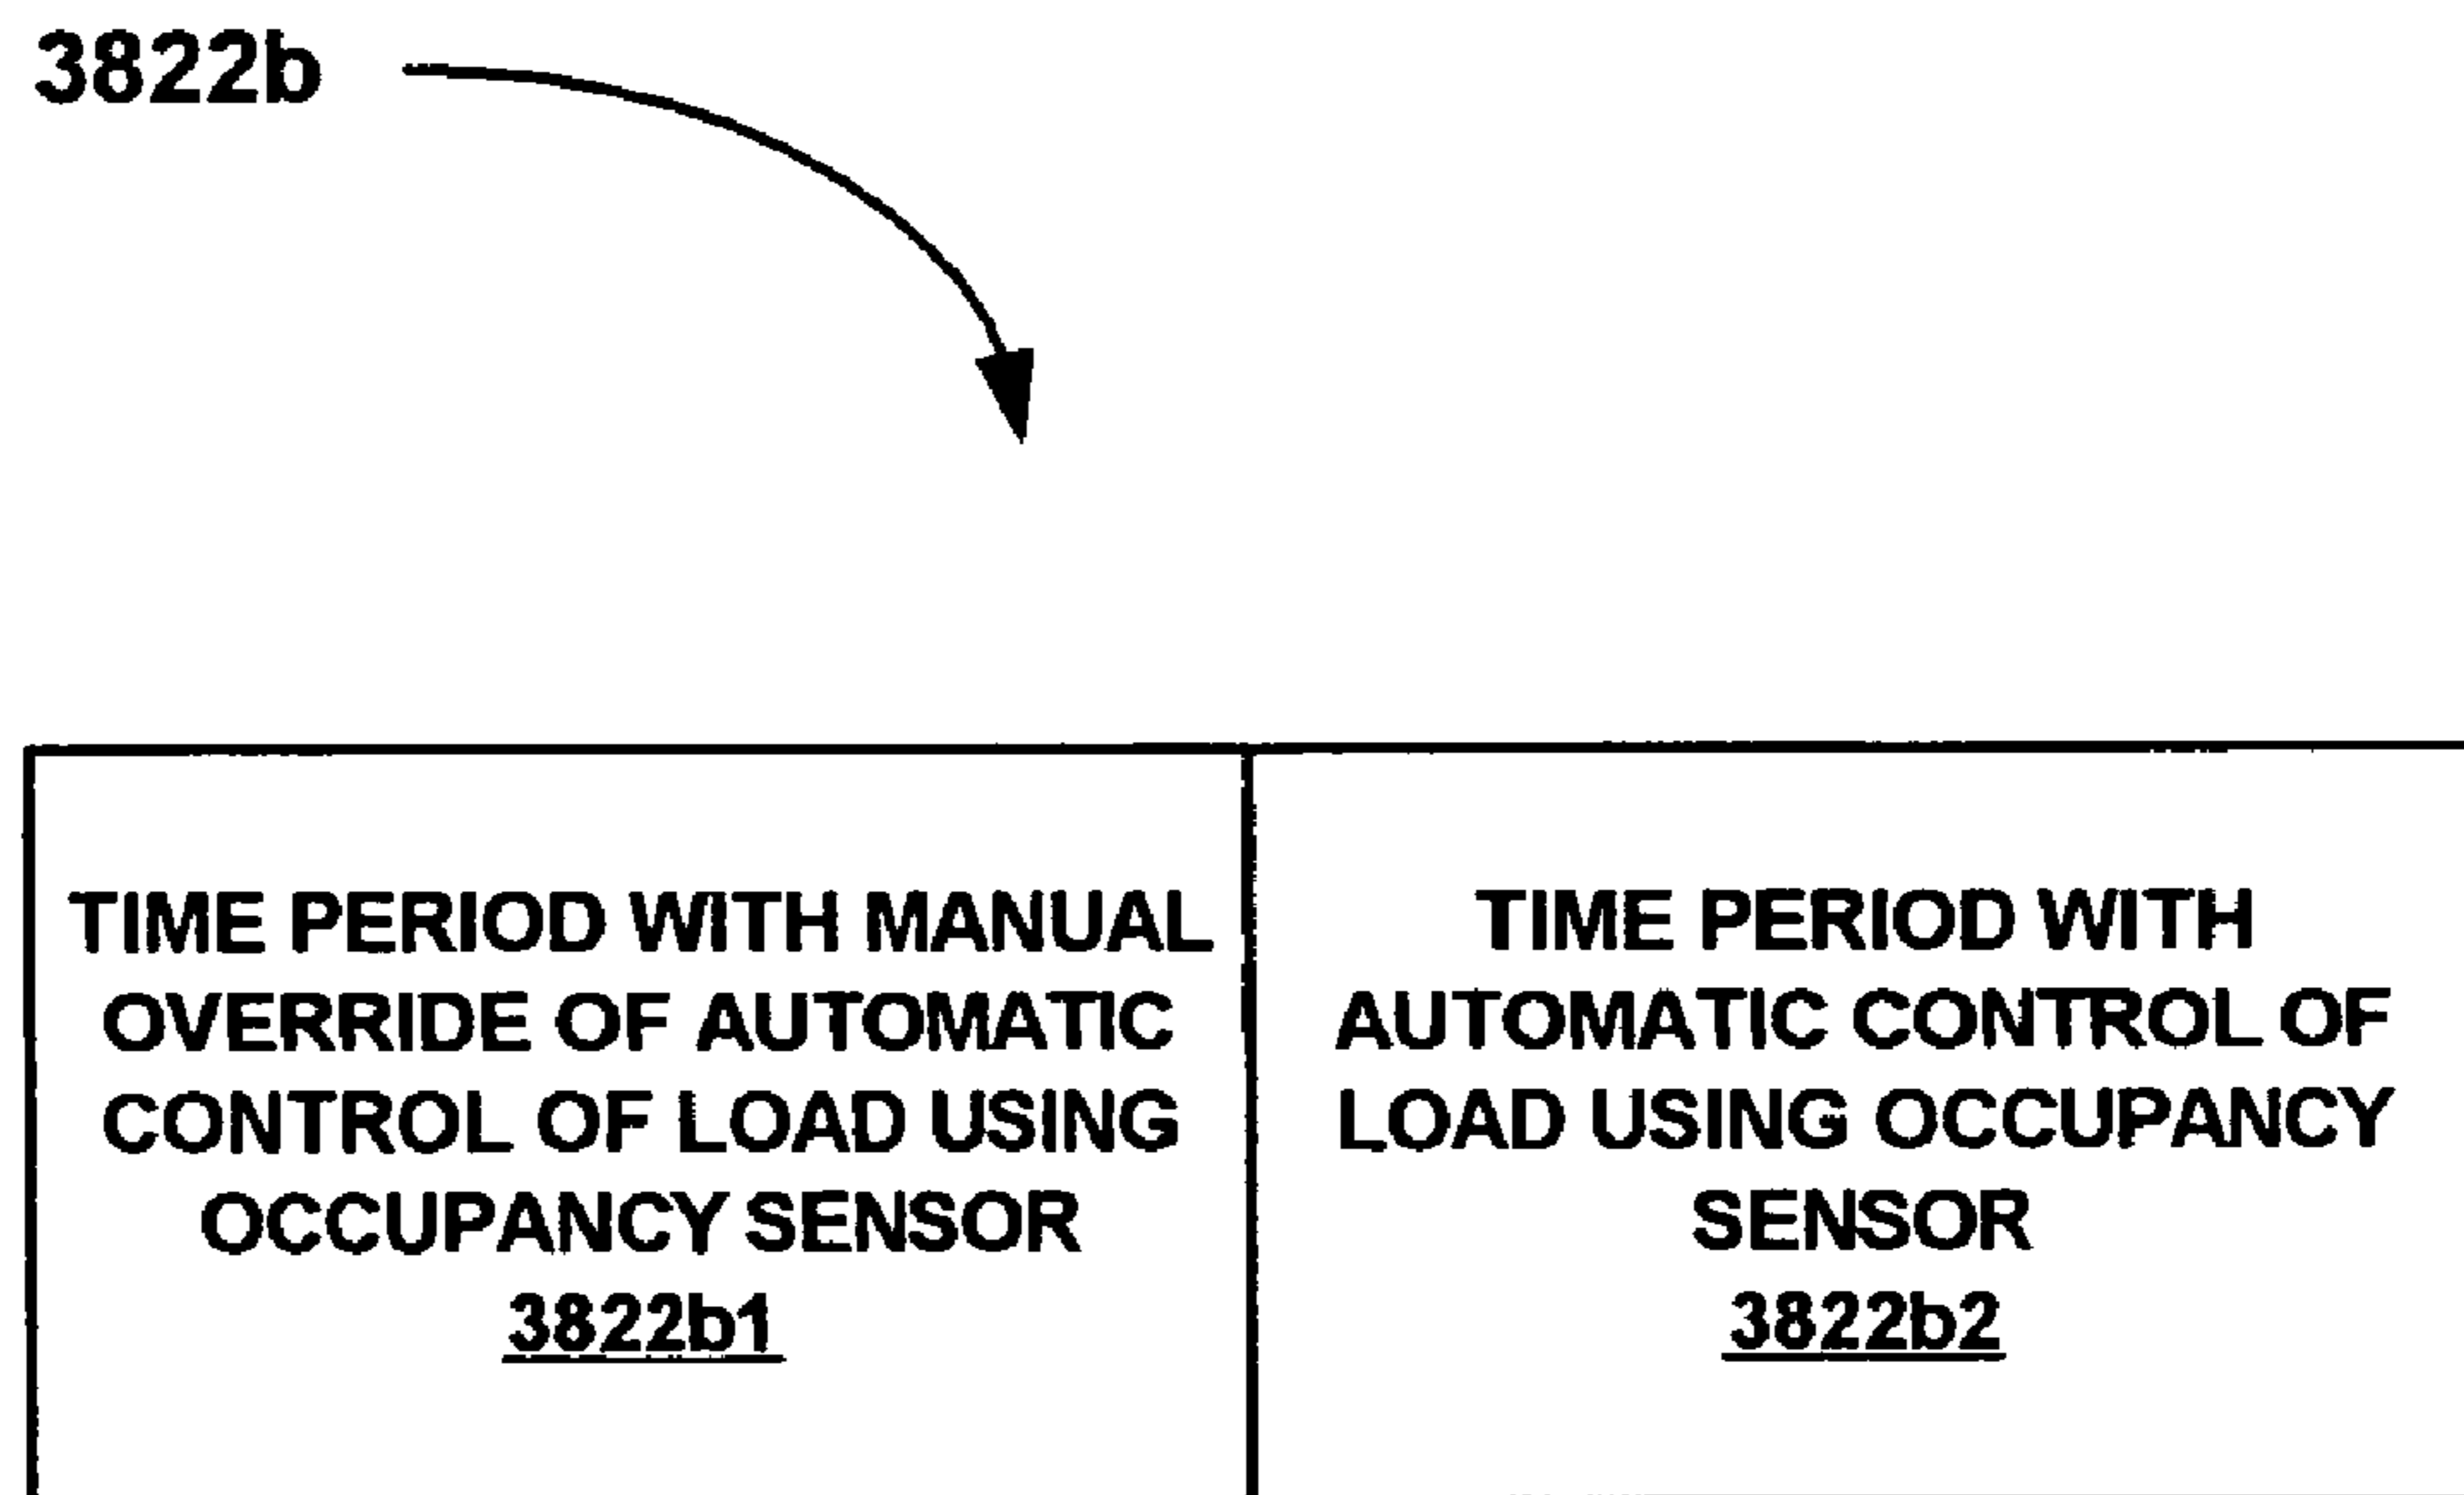 3822b
TIME PERIOD WITH MANUAL
OVERRIDE OF AUTOMATIC
CONTROL OF LOAD USING
OCCUPANCY SENSOR
3822b1
TIME PERIOD WITH
AUTOMATIC CONTROL OF
LOAD USING OCCUPANCY
SENSOR
3822b2